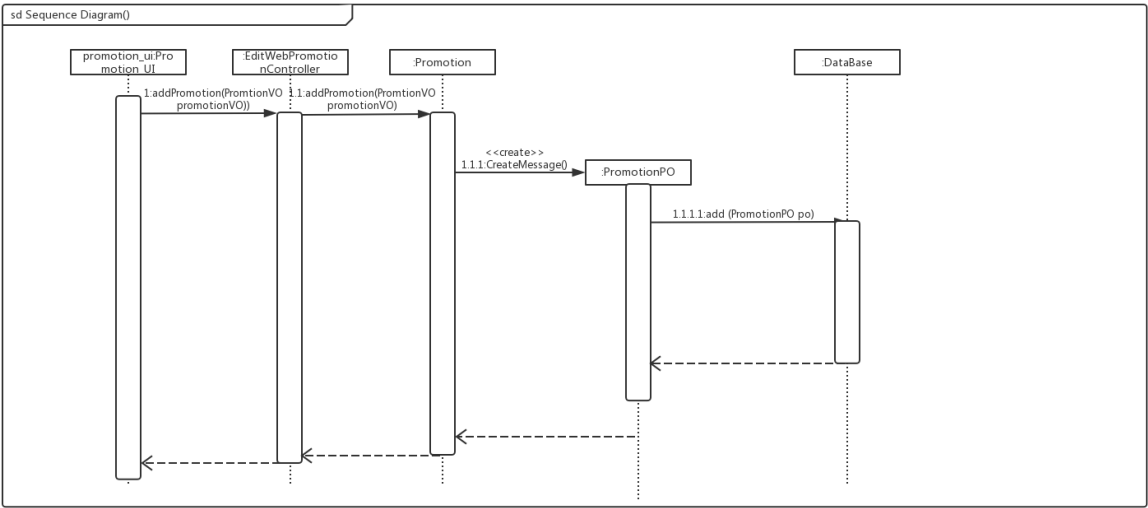 sd Sequence Diagram()
promotion_ui:Pro
motion_UI
:EditWebPromotio
nController
:Promotion
:DataBase
1:addPromotion(PromtionVO
promotionVO))
1.1:addPromotion(PromtionVO
promotionVO)
<<create>>
1.1.1:CreateMessage()
:PromotionPO
1.1.1.1:add (PromotionPO po)